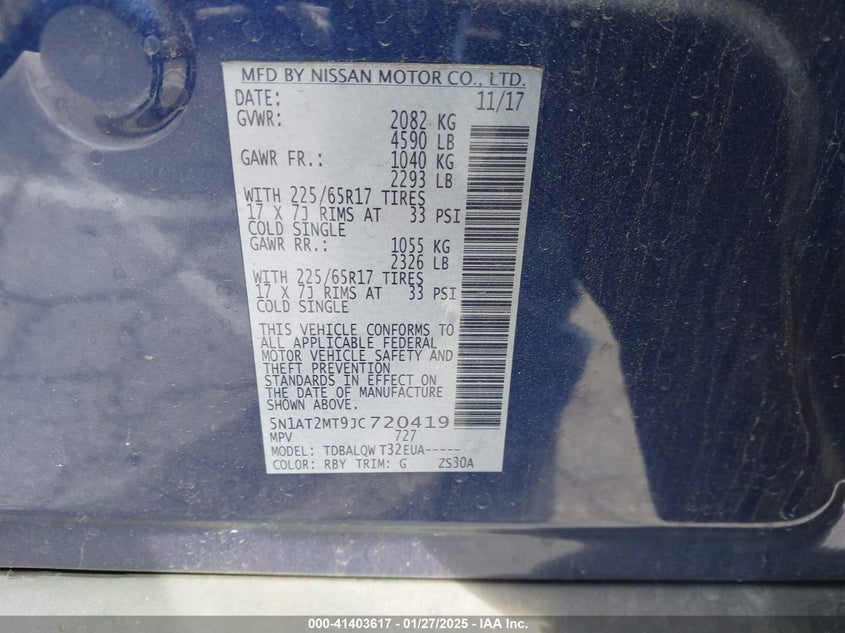 MFD BY NISSAN MOTOR CO., LTD.
DATE: 11/17
GVWR: 2082 KG
4590 LB
GAWR FR.: 1040 KG
2293 LB
WITH 225/65R17 TIRES
17 X 7J RIMS AT 33 PSI
COLD SINGLE
GAWR RR.: 1055 KG
2326 LB
WITH 225/65R17 TIRES
17 X 7J RIMS AT 33 PSI
COLD SINGLE
THIS VEHICLE CONFORMS TO
ALL APPLICABLE FEDERAL
MOTOR VEHICLE SAFETY AND
THEFT PREVENTION
STANDARDS IN EFFECT ON
THE DATE OF MANUFACTURE
SHOWN ABOVE.
5N1AT2MT9JC720419
MPV 727
MODEL: TDBALQW T32EUA-----
COLOR: RBY TRIM: G ZS30A
000-41403617 - 01/27/2025 - IAA Inc.